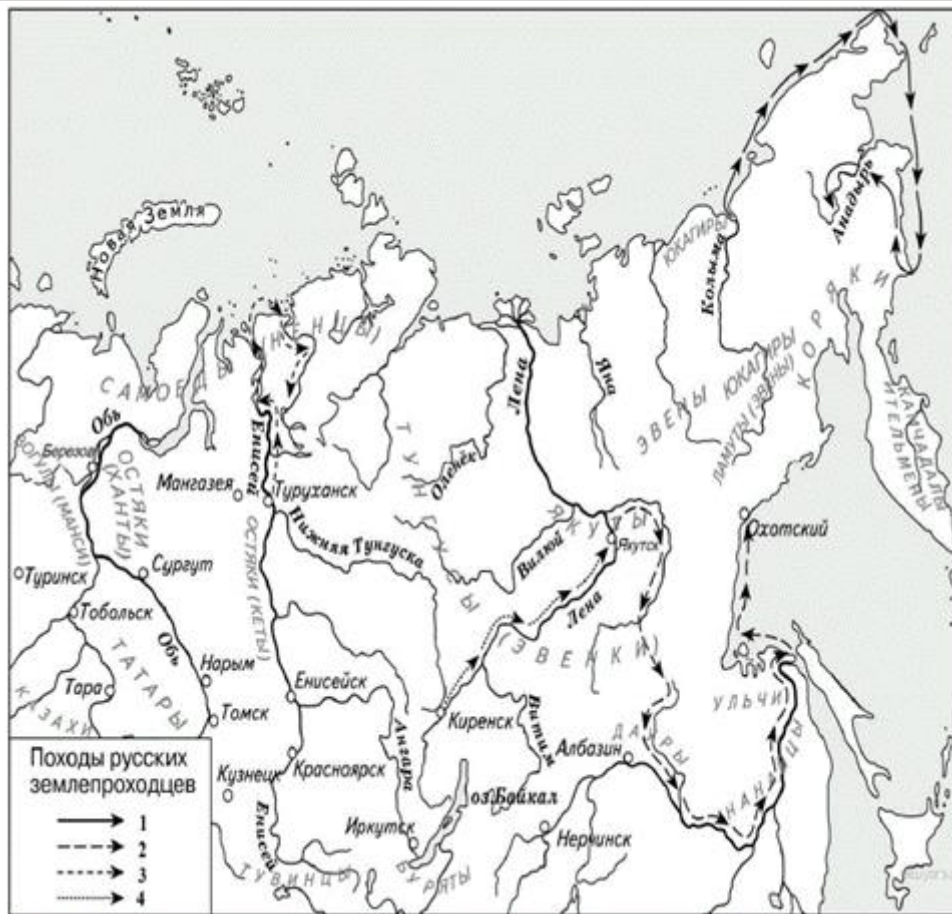 Новая Земля
САМОЕДЫ
(НЕНЦЫ)
Обь
Березов
ВОГУЛЫ (МАНСИ)
ОСТЯКИ
(ХАНТЫ)
Мангазея
Енисей
Туруханск
Нижняя Тунгуска
ОСТЯКИ (КЕТЫ)
ТУНГУСЫ
(ЭВЕНКИ)
Оленёк
Лена
Яна
ЮКАГИРЫ
Колыма
Анадырь
КОРЯКИ
ЭВЕНЫ ЮКАГИРЫ
ЛАМУТЫ (ЭВЕНЫ)
КАМЧАДАЛЫ
ИТЕЛЬМЕНЫ
Охотский
ЯКУТЫ
Якутск
Вилюй
Лена
Туринск
Тобольск
Сургут
Обь
ТАТАРЫ
Тара
КАЗАХИ
Нарым
Томск
Енисейск
Киренск
Витим
Ангара
Кузнецк
Красноярск
Енисей
Иркутск
оз.Байкал
ТУВИНЦЫ
БУРЯТЫ
Албазин
Нерчинск
ДАУРЫ
УЛЬЧИ
НАНАЙЦЫ
Походы русских
землепроходцев
1
2
3
4